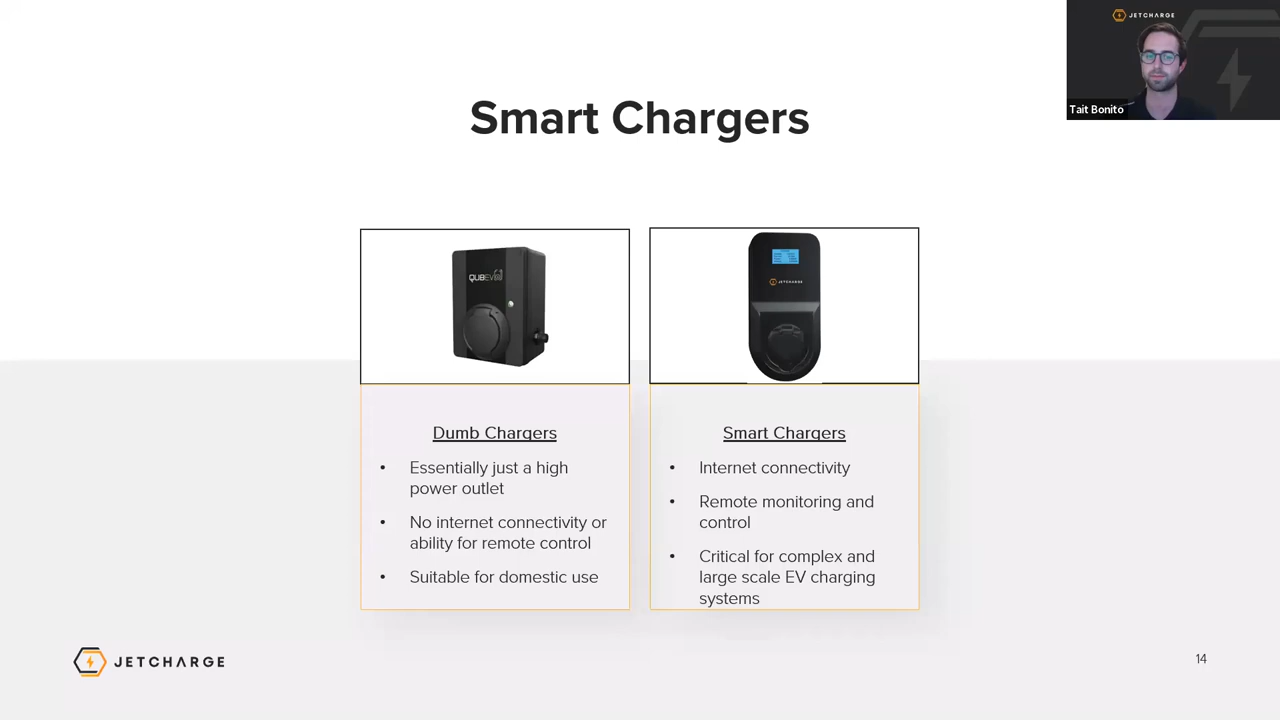 JETCHARGE
Tait Bonito
Smart Chargers
QUBEV
JETCHARGE
Dumb Chargers
• Essentially just a high
power outlet
• No internet connectivity or
ability for remote control
• Suitable for domestic use
Smart Chargers
• Internet connectivity
• Remote monitoring and
control
• Critical for complex and
large scale EV charging
systems
JETCHARGE
14